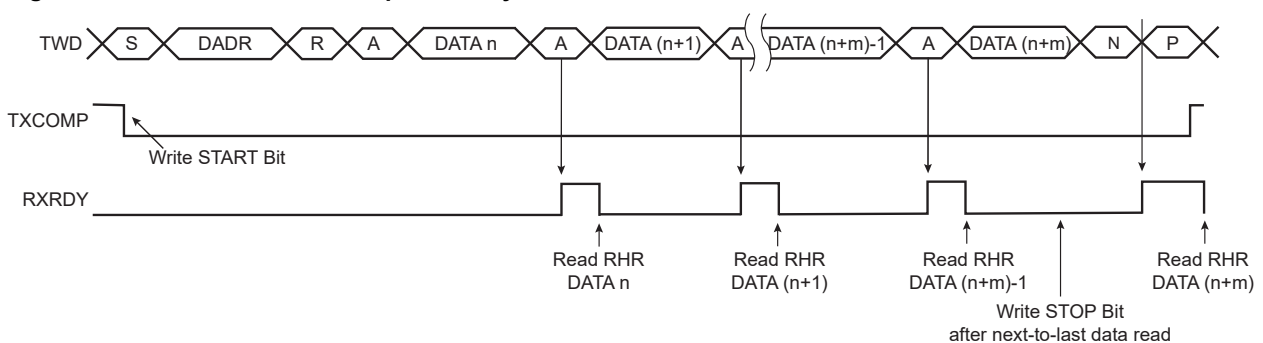 TWD S DADR R A DATA n A DATA (n+1) A DATA (n+m)-1 A DATA (n+m) N P
TXCOMP
Write START Bit
RXRDY
Read RHR
DATA n
Read RHR
DATA (n+1)
Read RHR
DATA (n+m)-1
Read RHR
DATA (n+m)
Write STOP Bit
after next-to-last data read